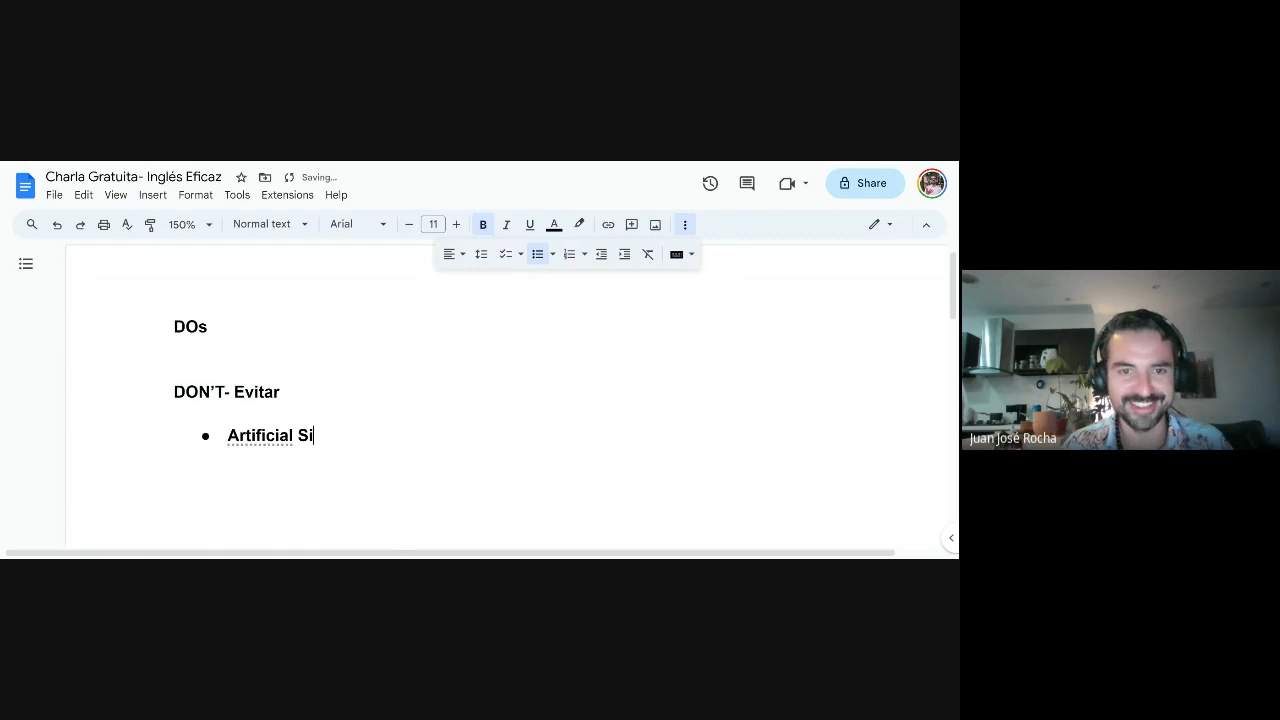 Charla Gratuita- Inglés Eficaz
Saving...
File Edit View Insert Format Tools Extensions Help
Share
150% Normal text Arial 11 B I U A
DOs
DON’T- Evitar
Artificial Si
Juan José Rocha